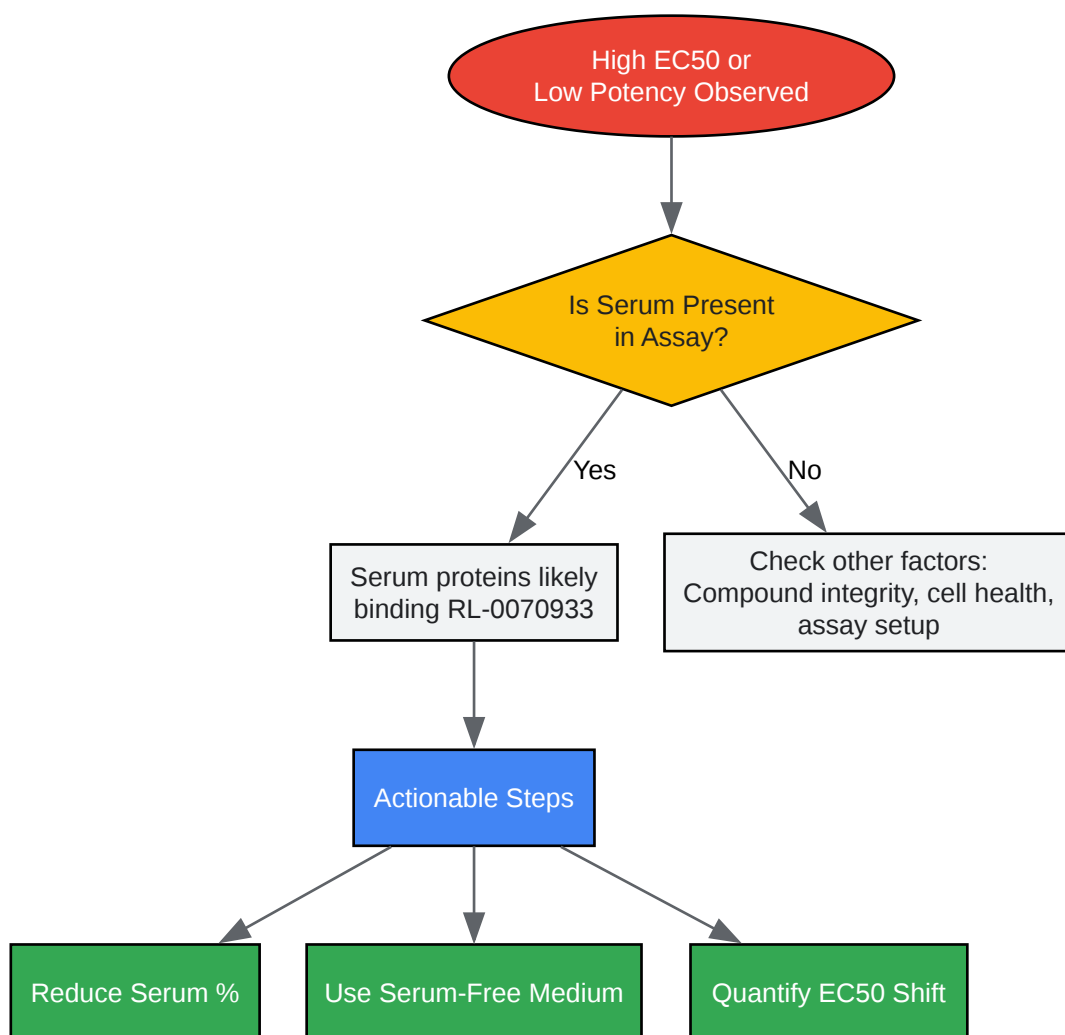 High EC50 or
Low Potency Observed
Is Serum Present
in Assay?
Yes
No
Serum proteins likely
binding RL-0070933
Check other factors:
Compound integrity, cell health,
assay setup
Actionable Steps
Reduce Serum %
Use Serum-Free Medium
Quantify EC50 Shift